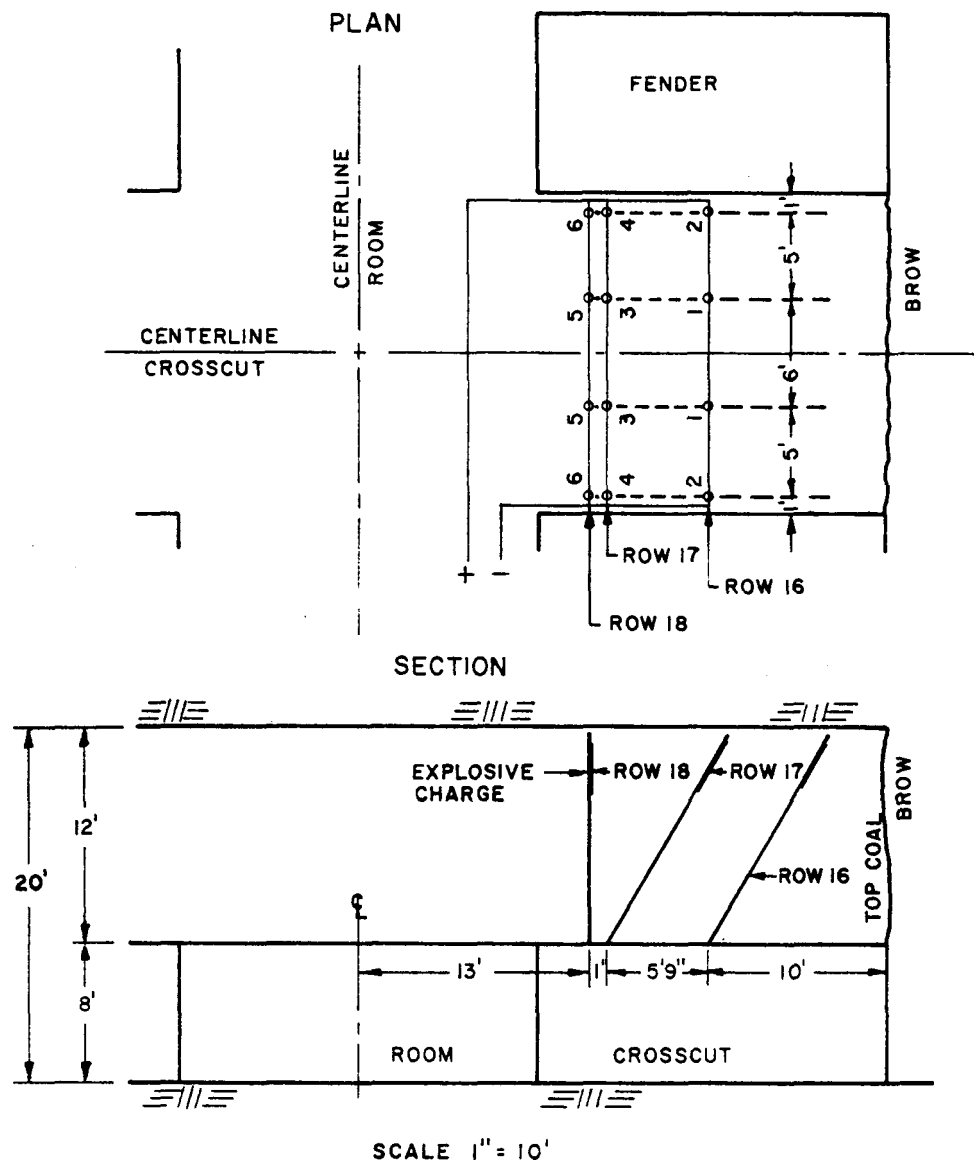 PLAN
FENDER
CENTERLINE
ROOM
BROW
CENTERLINE
CROSSCUT
6
4
2
5
3
1
5
3
1
6
4
2
1'
5'
6'
5'
1'
+ −
ROW 17
ROW 16
ROW 18
SECTION
EXPLOSIVE
CHARGE
ROW 18
ROW 17
ROW 16
TOP COAL
BROW
12'
20'
8'
℄
13'
1"
5'9"
10'
ROOM
CROSSCUT
SCALE 1" = 10'